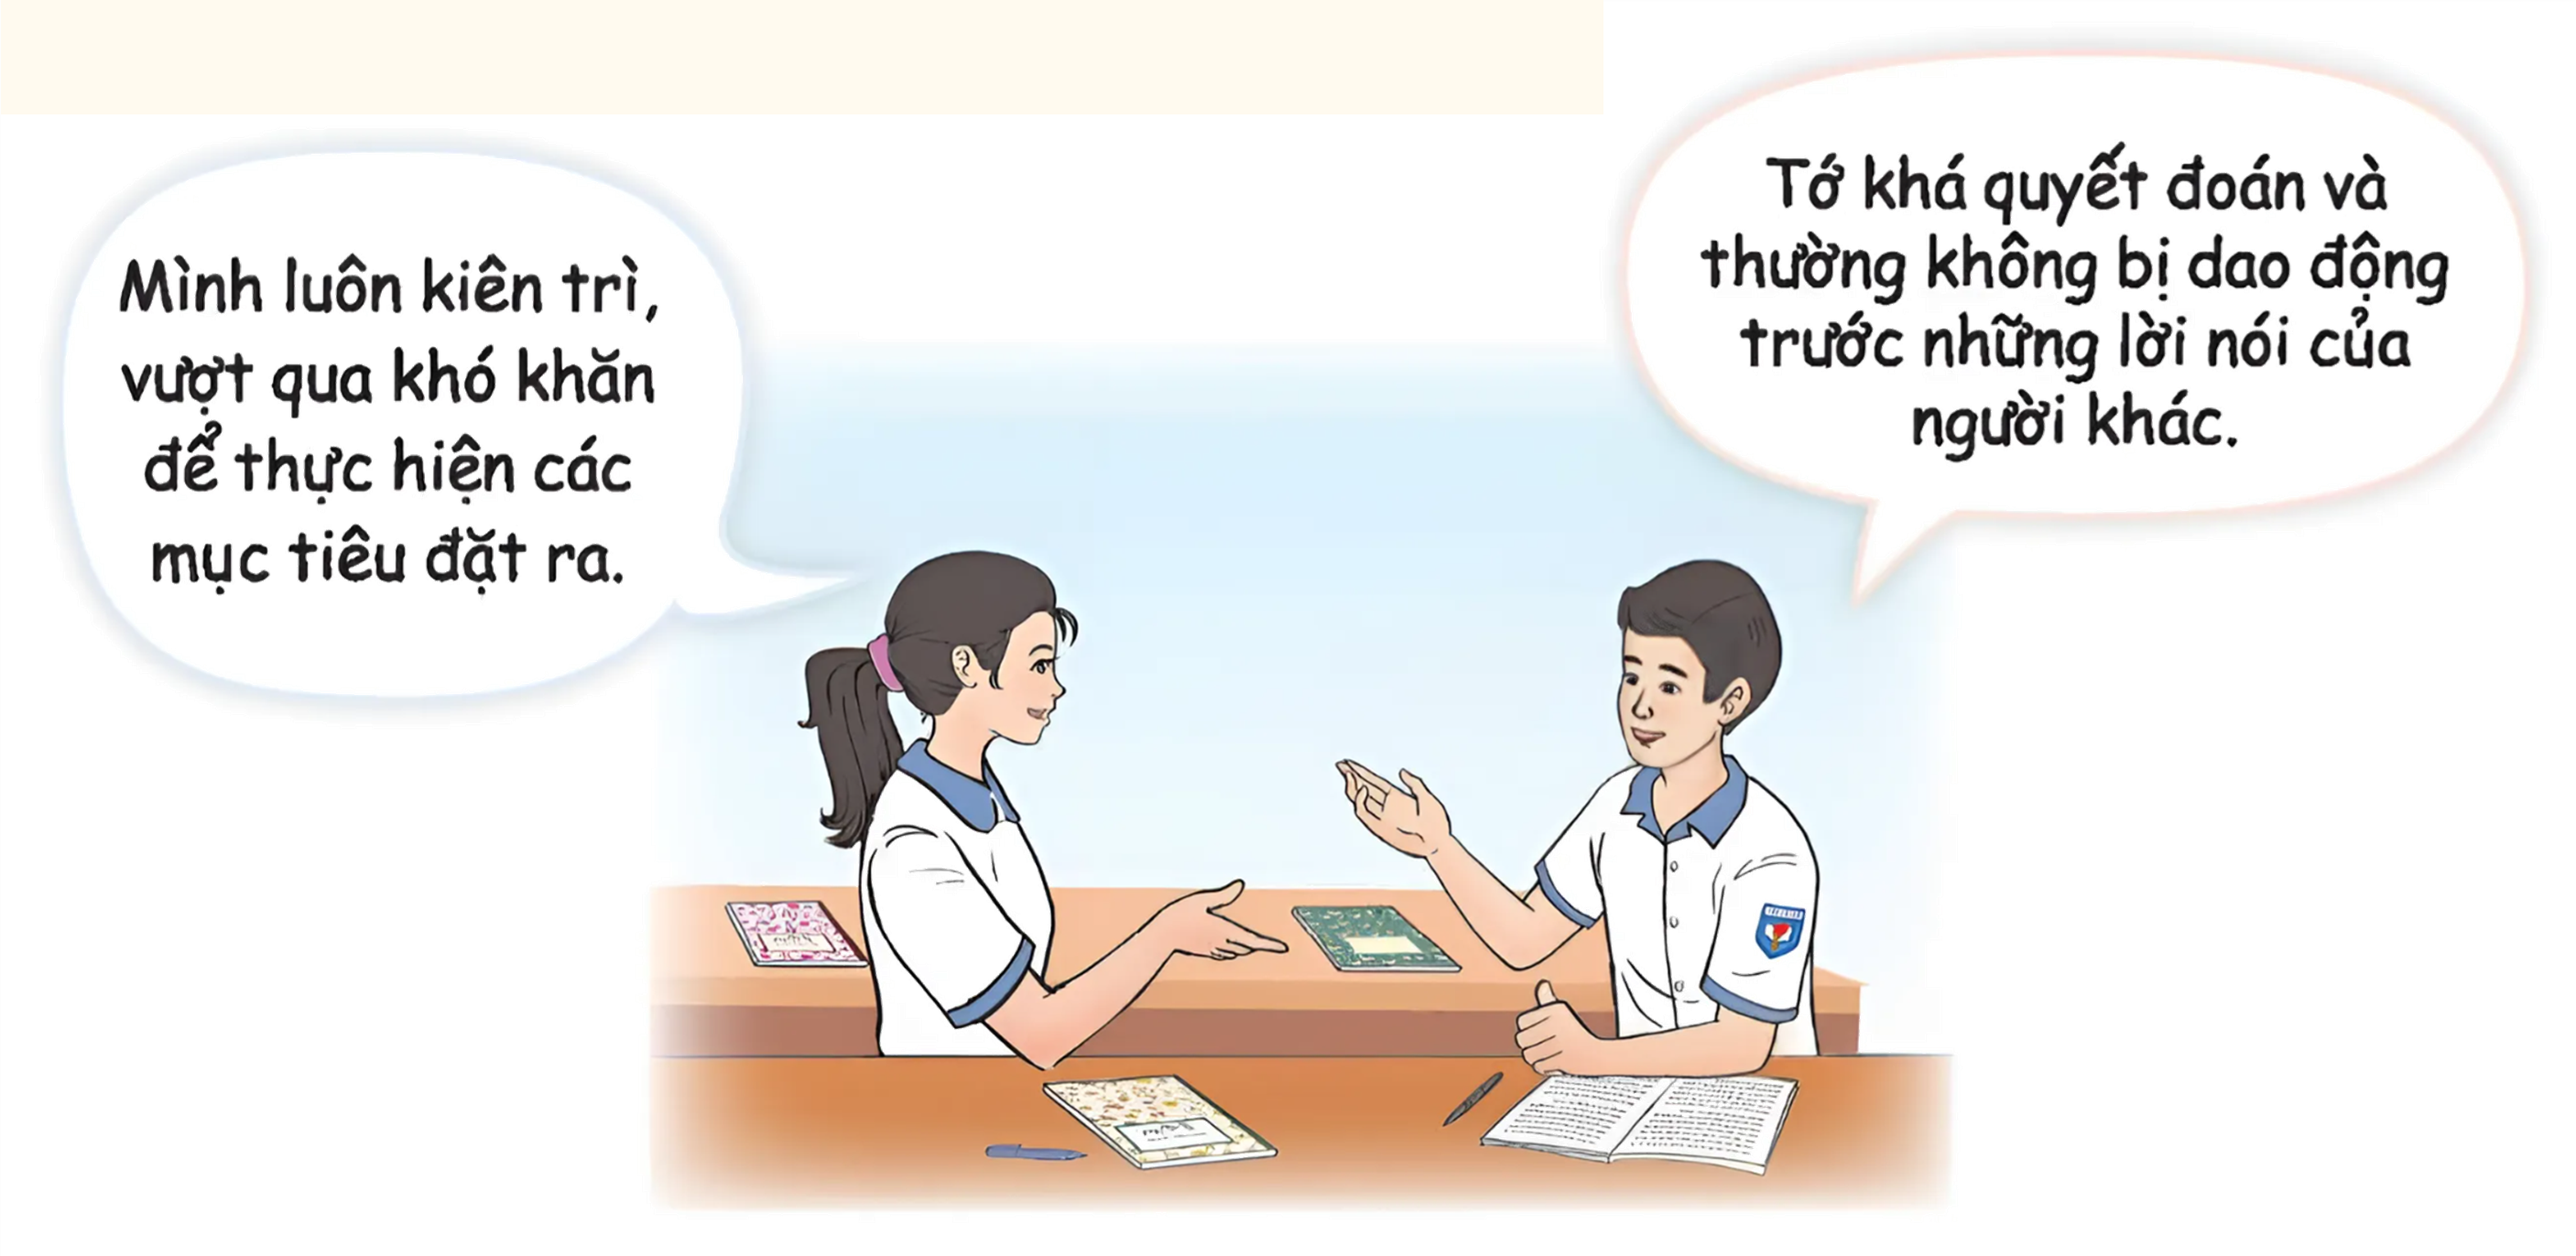 Mình luôn kiên trì,
vượt qua khó khăn
để thực hiện các
mục tiêu đặt ra.
Tớ khá quyết đoán và
thường không bị dao động
trước những lời nói của
người khác.